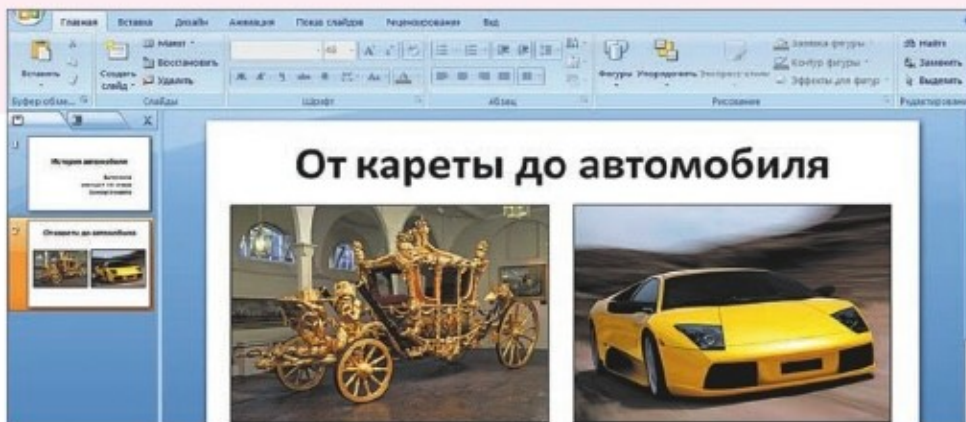 Главная Вставка Дизайн Анимация Показ слайдов Рецензирование Вид
Вставить
Создать слайд
Макет
Восстановить
Удалить
Буфер обме...
Слайды
Шрифт
Абзац
Фигуры Упорядочить Экспресс-стили
Заливка фигуры
Контур фигуры
Эффекты для фигур
Рисование
Найти
Заменить
Выделить
1
История автомобиля
2
От кареты до автомобиля
От кареты до автомобиля